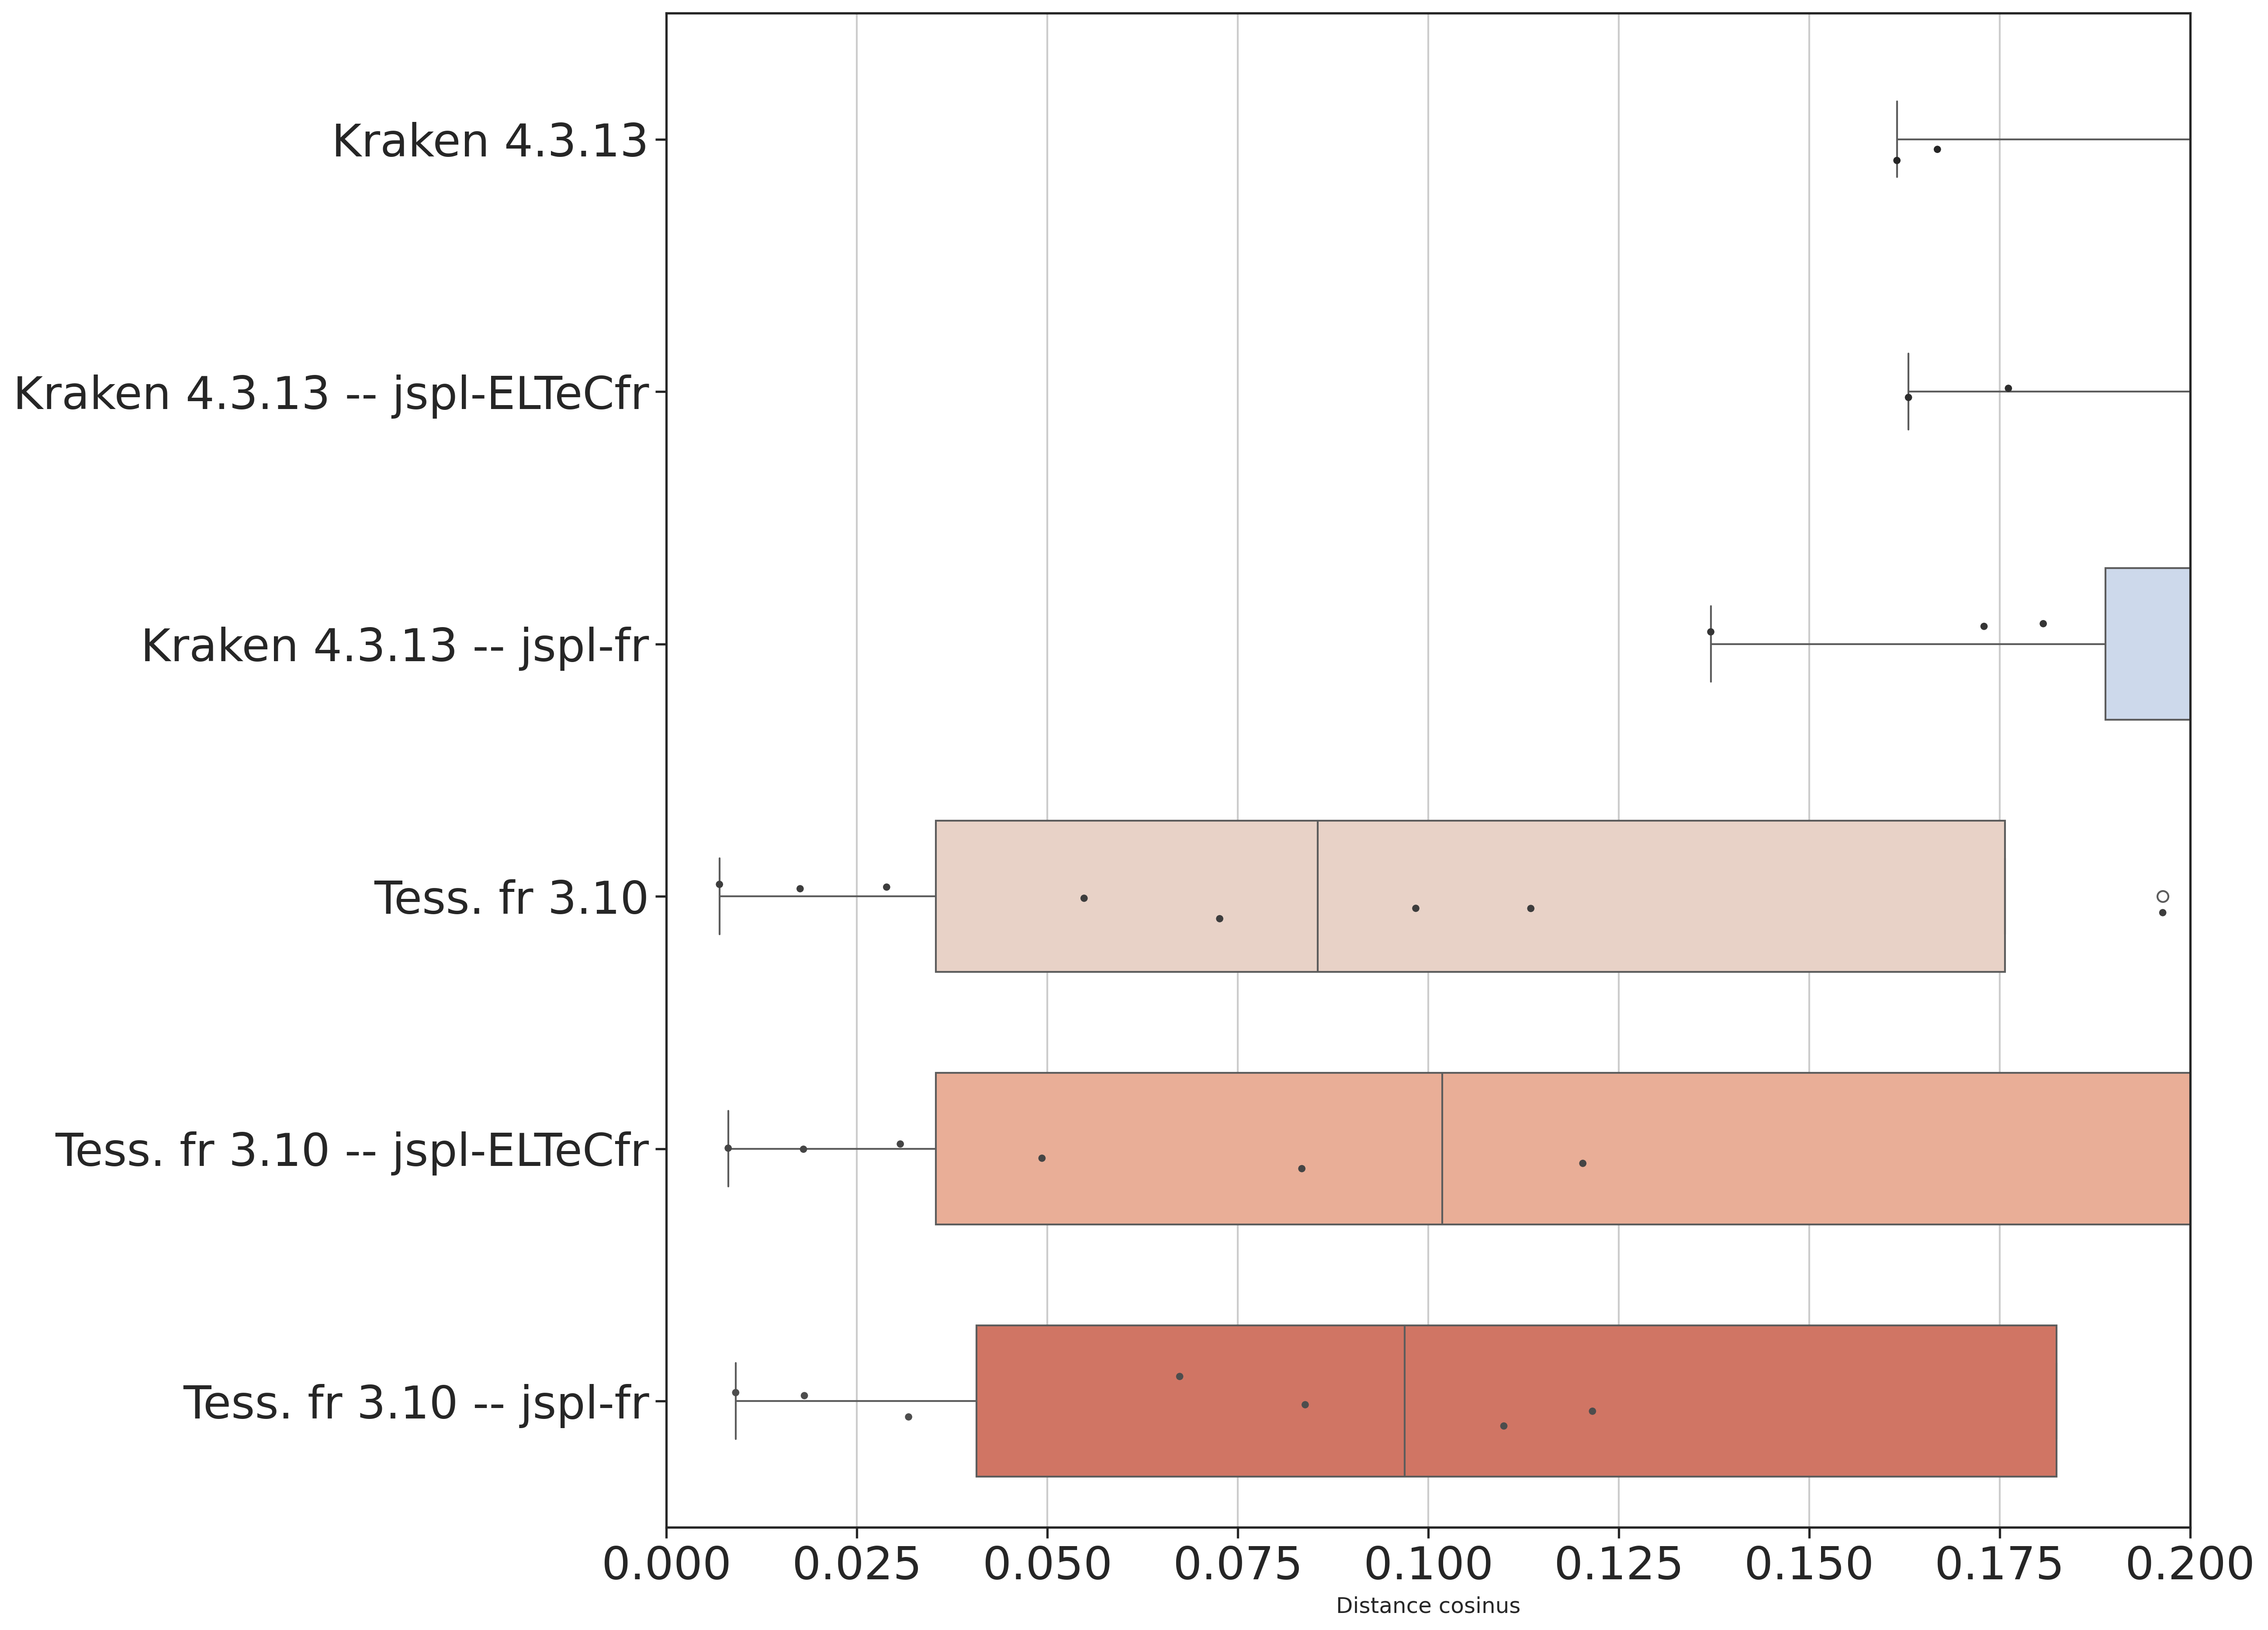 Kraken 4.3.13
Kraken 4.3.13 -- jspl-ELTeCfr
Kraken 4.3.13 -- jspl-fr
Tess. fr 3.10
Tess. fr 3.10 -- jspl-ELTeCfr
Tess. fr 3.10 -- jspl-fr
0.000 0.025 0.050 0.075 0.100 0.125 0.150 0.175 0.200
Distance cosinus